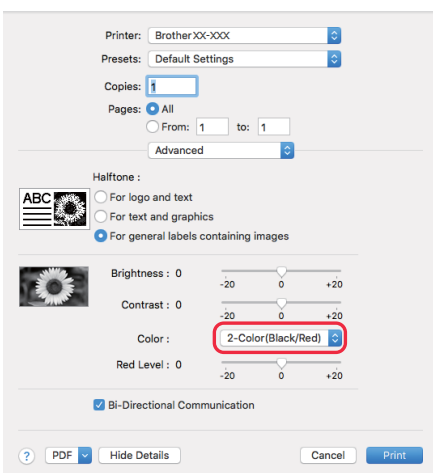 Printer: Brother XX-XXX
Presets: Default Settings
Copies: 1
Pages: All
From: 1 to: 1
Advanced
Halftone :
ABC
For logo and text
For text and graphics
For general labels containing images
Brightness : 0
-20 0 +20
Contrast : 0
-20 0 +20
Color : 2-Color(Black/Red)
Red Level : 0
-20 0 +20
Bi-Directional Communication
? PDF Hide Details Cancel Print